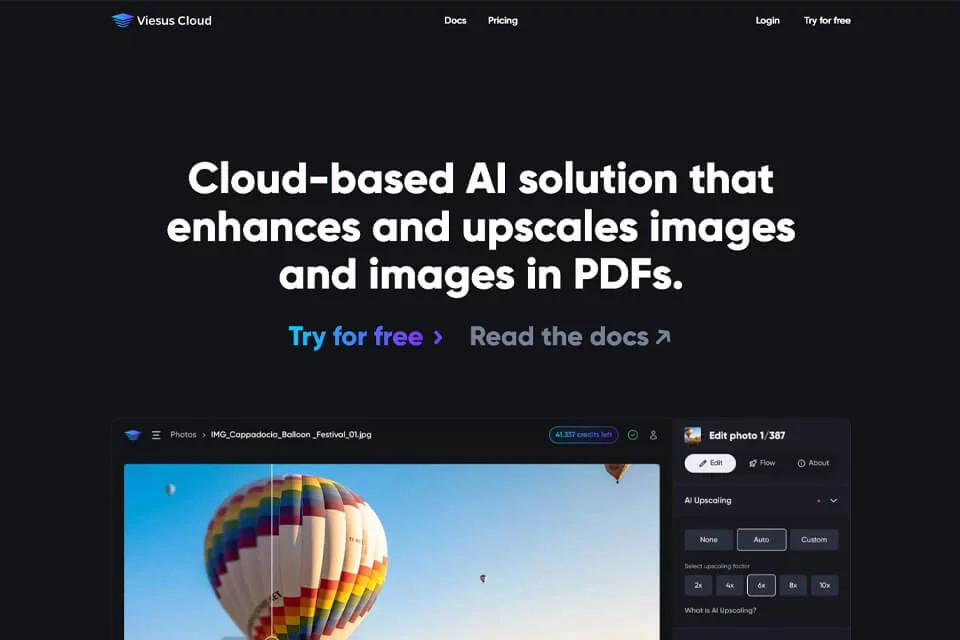 Viesus Cloud
Docs
Pricing
Login
Try for free
Cloud-based AI solution that
enhances and upscales images
and images in PDFs.
Try for free ›
Read the docs ↗
Photos › IMG_Cappadocia_Balloon _Festival_01.jpg
41.337 credits left
Edit photo 1/387
Edit
Flow
About
AI Upscaling
None
Auto
Custom
Select upscaling factor
2x
4x
6x
8x
10x
What is AI Upscaling?